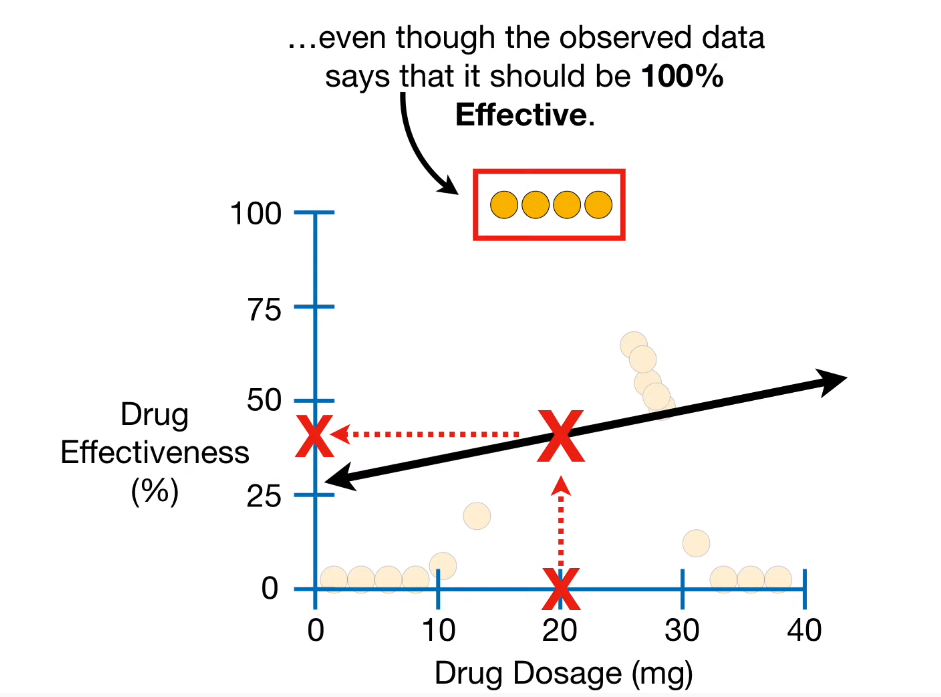 ...even though the observed data
says that it should be 100%
Effective.
100
75
50
25
0
Drug
Effectiveness
(%)
X
X
X
0
10
20
30
40
Drug Dosage (mg)